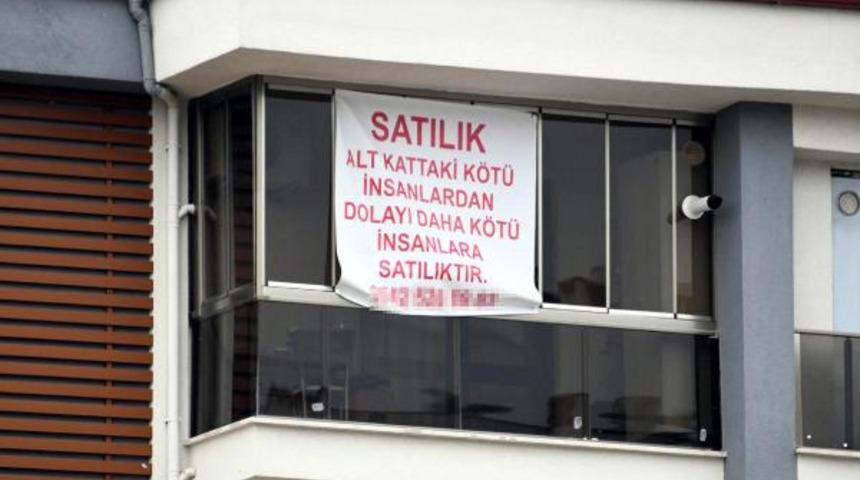 SATILIK
ALT KATTAKİ KÖTÜ
İNSANLARDAN
DOLAYI DAHA KÖTÜ
İNSANLARA
SATILIKTIR.